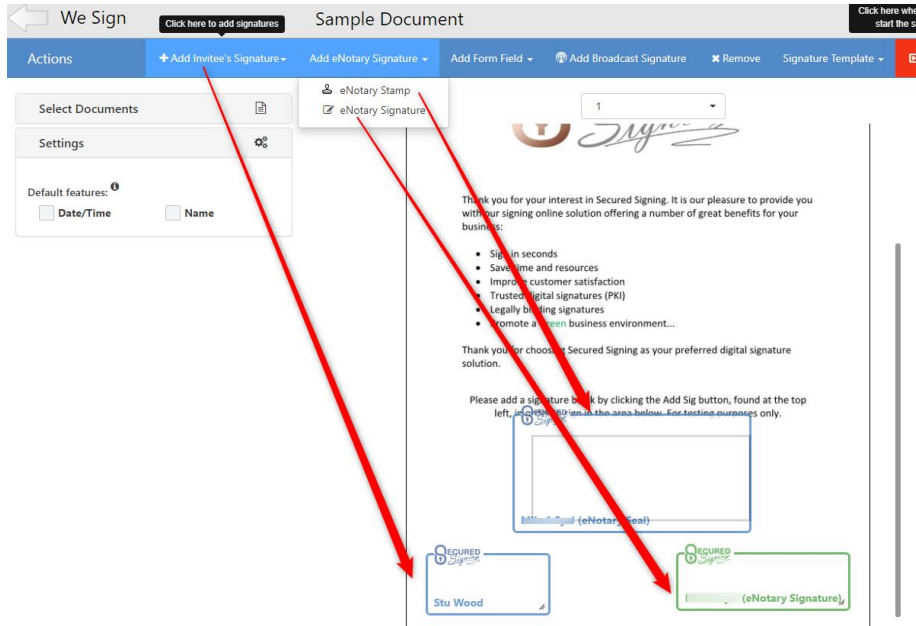 We Sign
Click here to add signatures
Sample Document
Click here whe
start the s
Actions
Add Invitee's Signature
Add eNotary Signature
Add Form Field
Add Broadcast Signature
Remove
Signature Template
eNotary Stamp
eNotary Signature
Select Documents
Settings
Default features:
Date/Time
Name
1
Thank you for your interest in Secured Signing. It is our pleasure to provide you
with our signing online solution offering a number of great benefits for your
business:
• Sign in seconds
• Save time and resources
• Improve customer satisfaction
• Trusted digital signatures (PKI)
• Legally binding signatures
• Promote a green business environment...
Thank you for choosing Secured Signing as your preferred digital signature
solution.
Please add a signature block by clicking the Add Sig button, found at the top
left, in order to sign in the area below. For testing purposes only.
(eNotary Seal)
SECURED
Signing
Stu Wood
SECURED
Signing
(eNotary Signature)